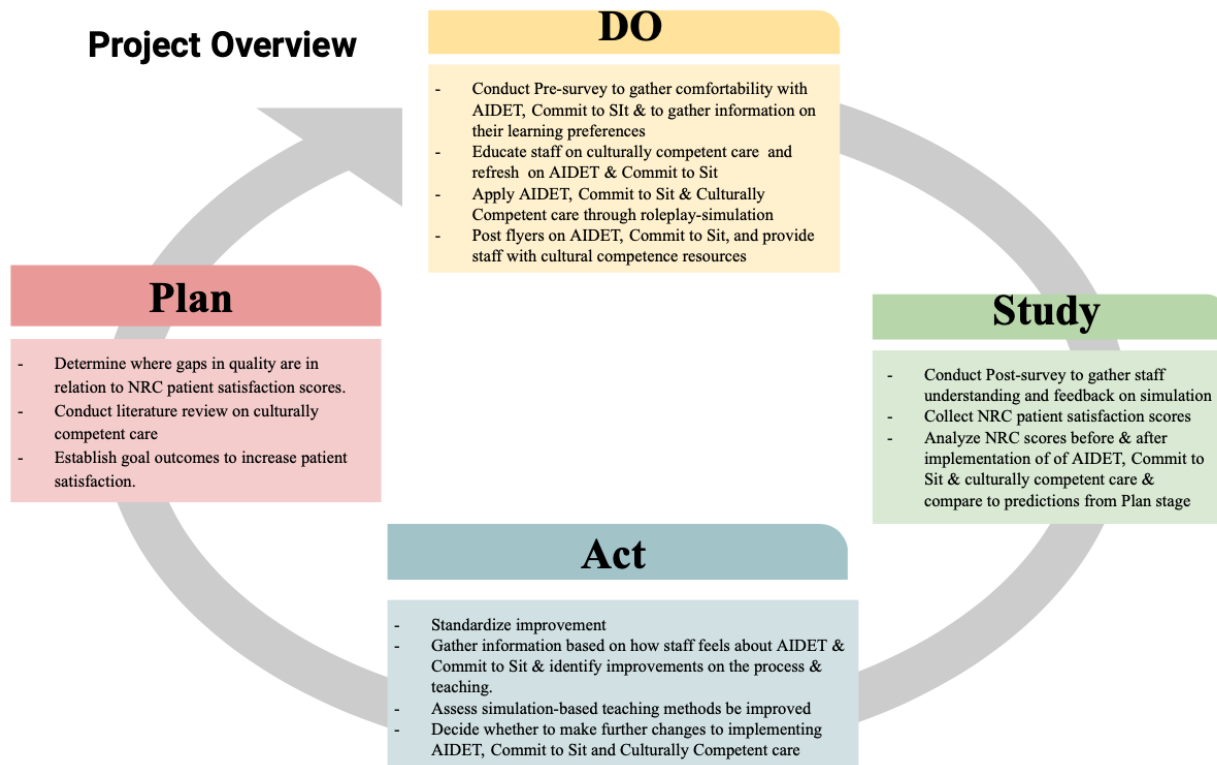 Project Overview
DO
- Conduct Pre-survey to gather comfortability with
AIDET, Commit to SIt & to gather information on
their learning preferences
- Educate staff on culturally competent care and
refresh on AIDET & Commit to Sit
- Apply AIDET, Commit to Sit & Culturally
Competent care through roleplay-simulation
- Post flyers on AIDET, Commit to Sit, and provide
staff with cultural competence resources
Plan
- Determine where gaps in quality are in
relation to NRC patient satisfaction scores.
- Conduct literature review on culturally
competent care
- Establish goal outcomes to increase patient
satisfaction.
Study
- Conduct Post-survey to gather staff
understanding and feedback on simulation
- Collect NRC patient satisfaction scores
- Analyze NRC scores before & after
implementation of of AIDET, Commit to
Sit & culturally competent care &
compare to predictions from Plan stage
Act
- Standardize improvement
- Gather information based on how staff feels about AIDET &
Commit to Sit & identify improvements on the process &
teaching.
- Assess simulation-based teaching methods be improved
- Decide whether to make further changes to implementing
AIDET, Commit to Sit and Culturally Competent care